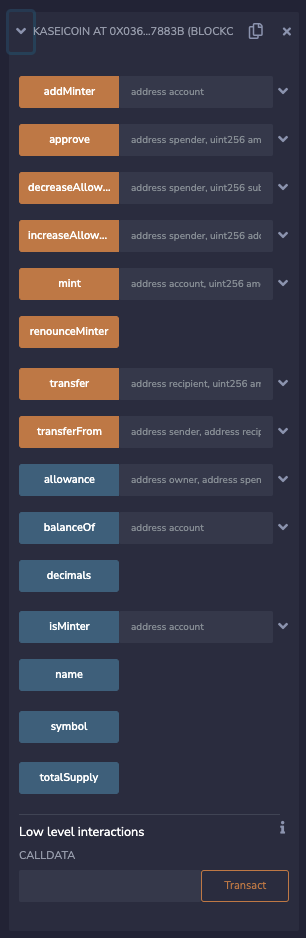 KASEICOIN AT 0X036...7883B (BLOCKC
addMinter address account
approve address spender, uint256 am
decreaseAllow... address spender, uint256 sub
increaseAllow... address spender, uint256 add
mint address account, uint256 am
renounceMinter
transfer address recipient, uint256 am
transferFrom address sender, address recip
allowance address owner, address spen
balanceOf address account
decimals
isMinter address account
name
symbol
totalSupply
Low level interactions
CALLDATA
Transact